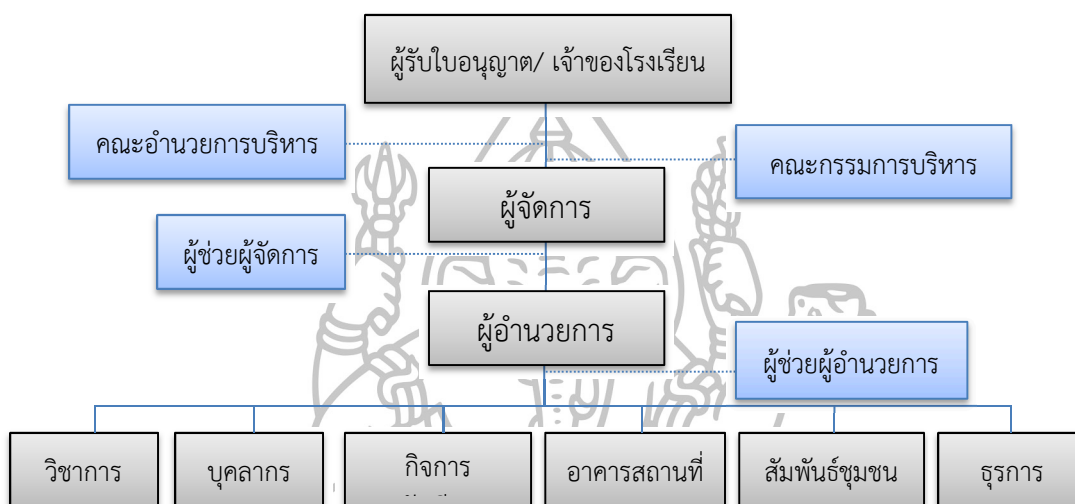 ผู้รับใบอนุญาต/ เจ้าของโรงเรียน
คณะอำนวยการบริหาร
คณะกรรมการบริหาร
ผู้จัดการ
ผู้ช่วยผู้จัดการ
ผู้อำนวยการ
ผู้ช่วยผู้อำนวยการ
วิชาการ
บุคลากร
กิจการ
อาคารสถานที่
สัมพันธ์ชุมชน
ธุรการ